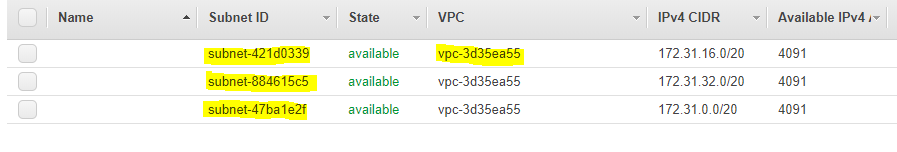 Name Subnet ID State VPC IPv4 CIDR Available IPv4
subnet-421d0339 available vpc-3d35ea55 172.31.16.0/20 4091
subnet-884615c5 available vpc-3d35ea55 172.31.32.0/20 4091
subnet-47ba1e2f available vpc-3d35ea55 172.31.0.0/20 4091